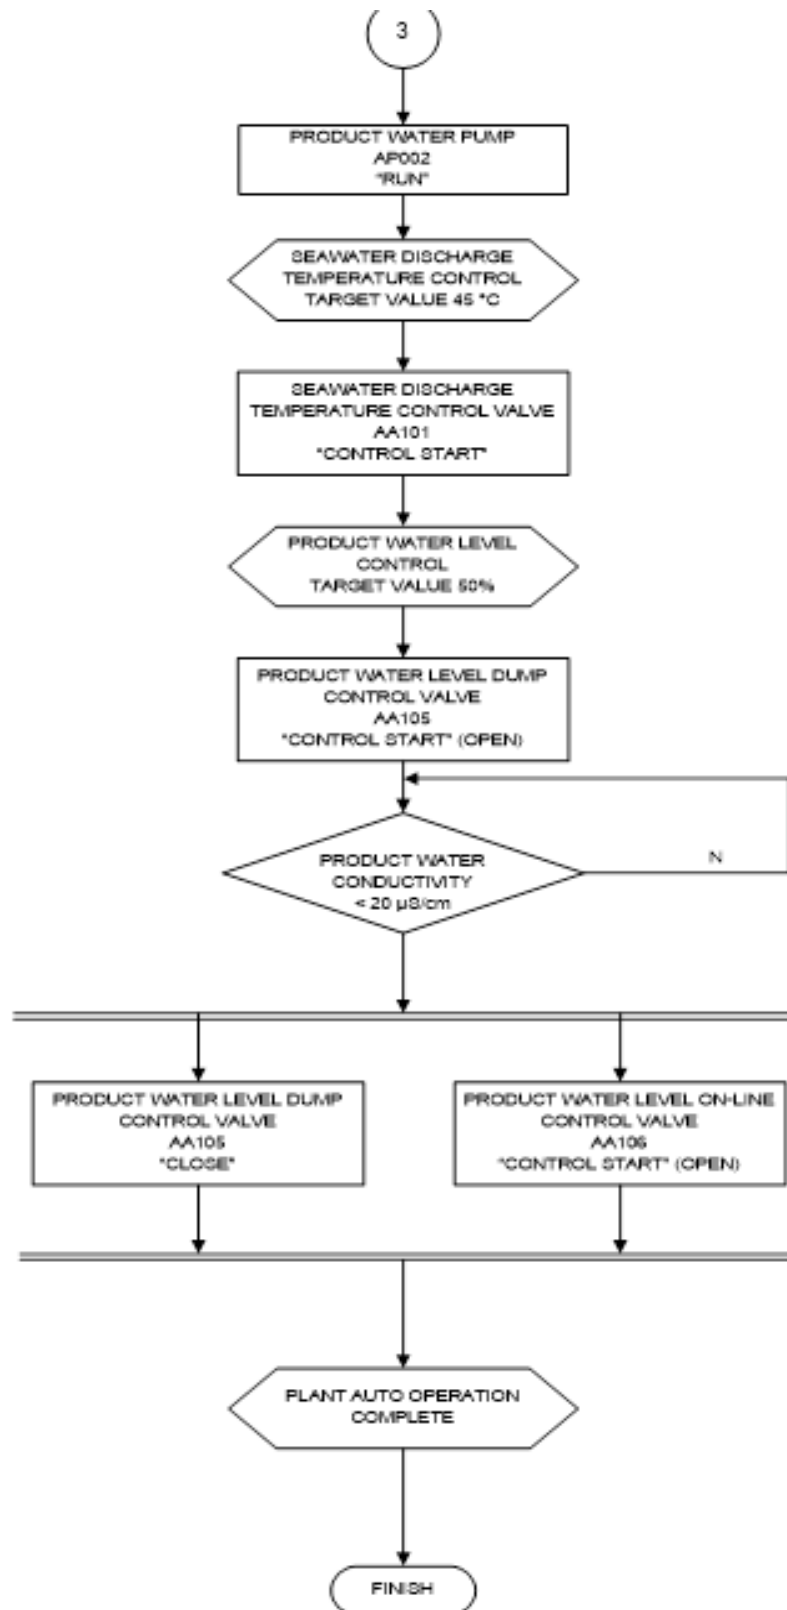 3
PRODUCT WATER PUMP
AP002
"RUN"
SEAWATER DISCHARGE
TEMPERATURE CONTROL
TARGET VALUE 45 °C
SEAWATER DISCHARGE
TEMPERATURE CONTROL VALVE
AA101
"CONTROL START"
PRODUCT WATER LEVEL
CONTROL
TARGET VALUE 50%
PRODUCT WATER LEVEL DUMP
CONTROL VALVE
AA105
"CONTROL START" (OPEN)
PRODUCT WATER
CONDUCTIVITY
< 20 µS/cm
N
PRODUCT WATER LEVEL DUMP
CONTROL VALVE
AA105
"CLOSE"
PRODUCT WATER LEVEL ON-LINE
CONTROL VALVE
AA106
"CONTROL START" (OPEN)
PLANT AUTO OPERATION
COMPLETE
FINISH